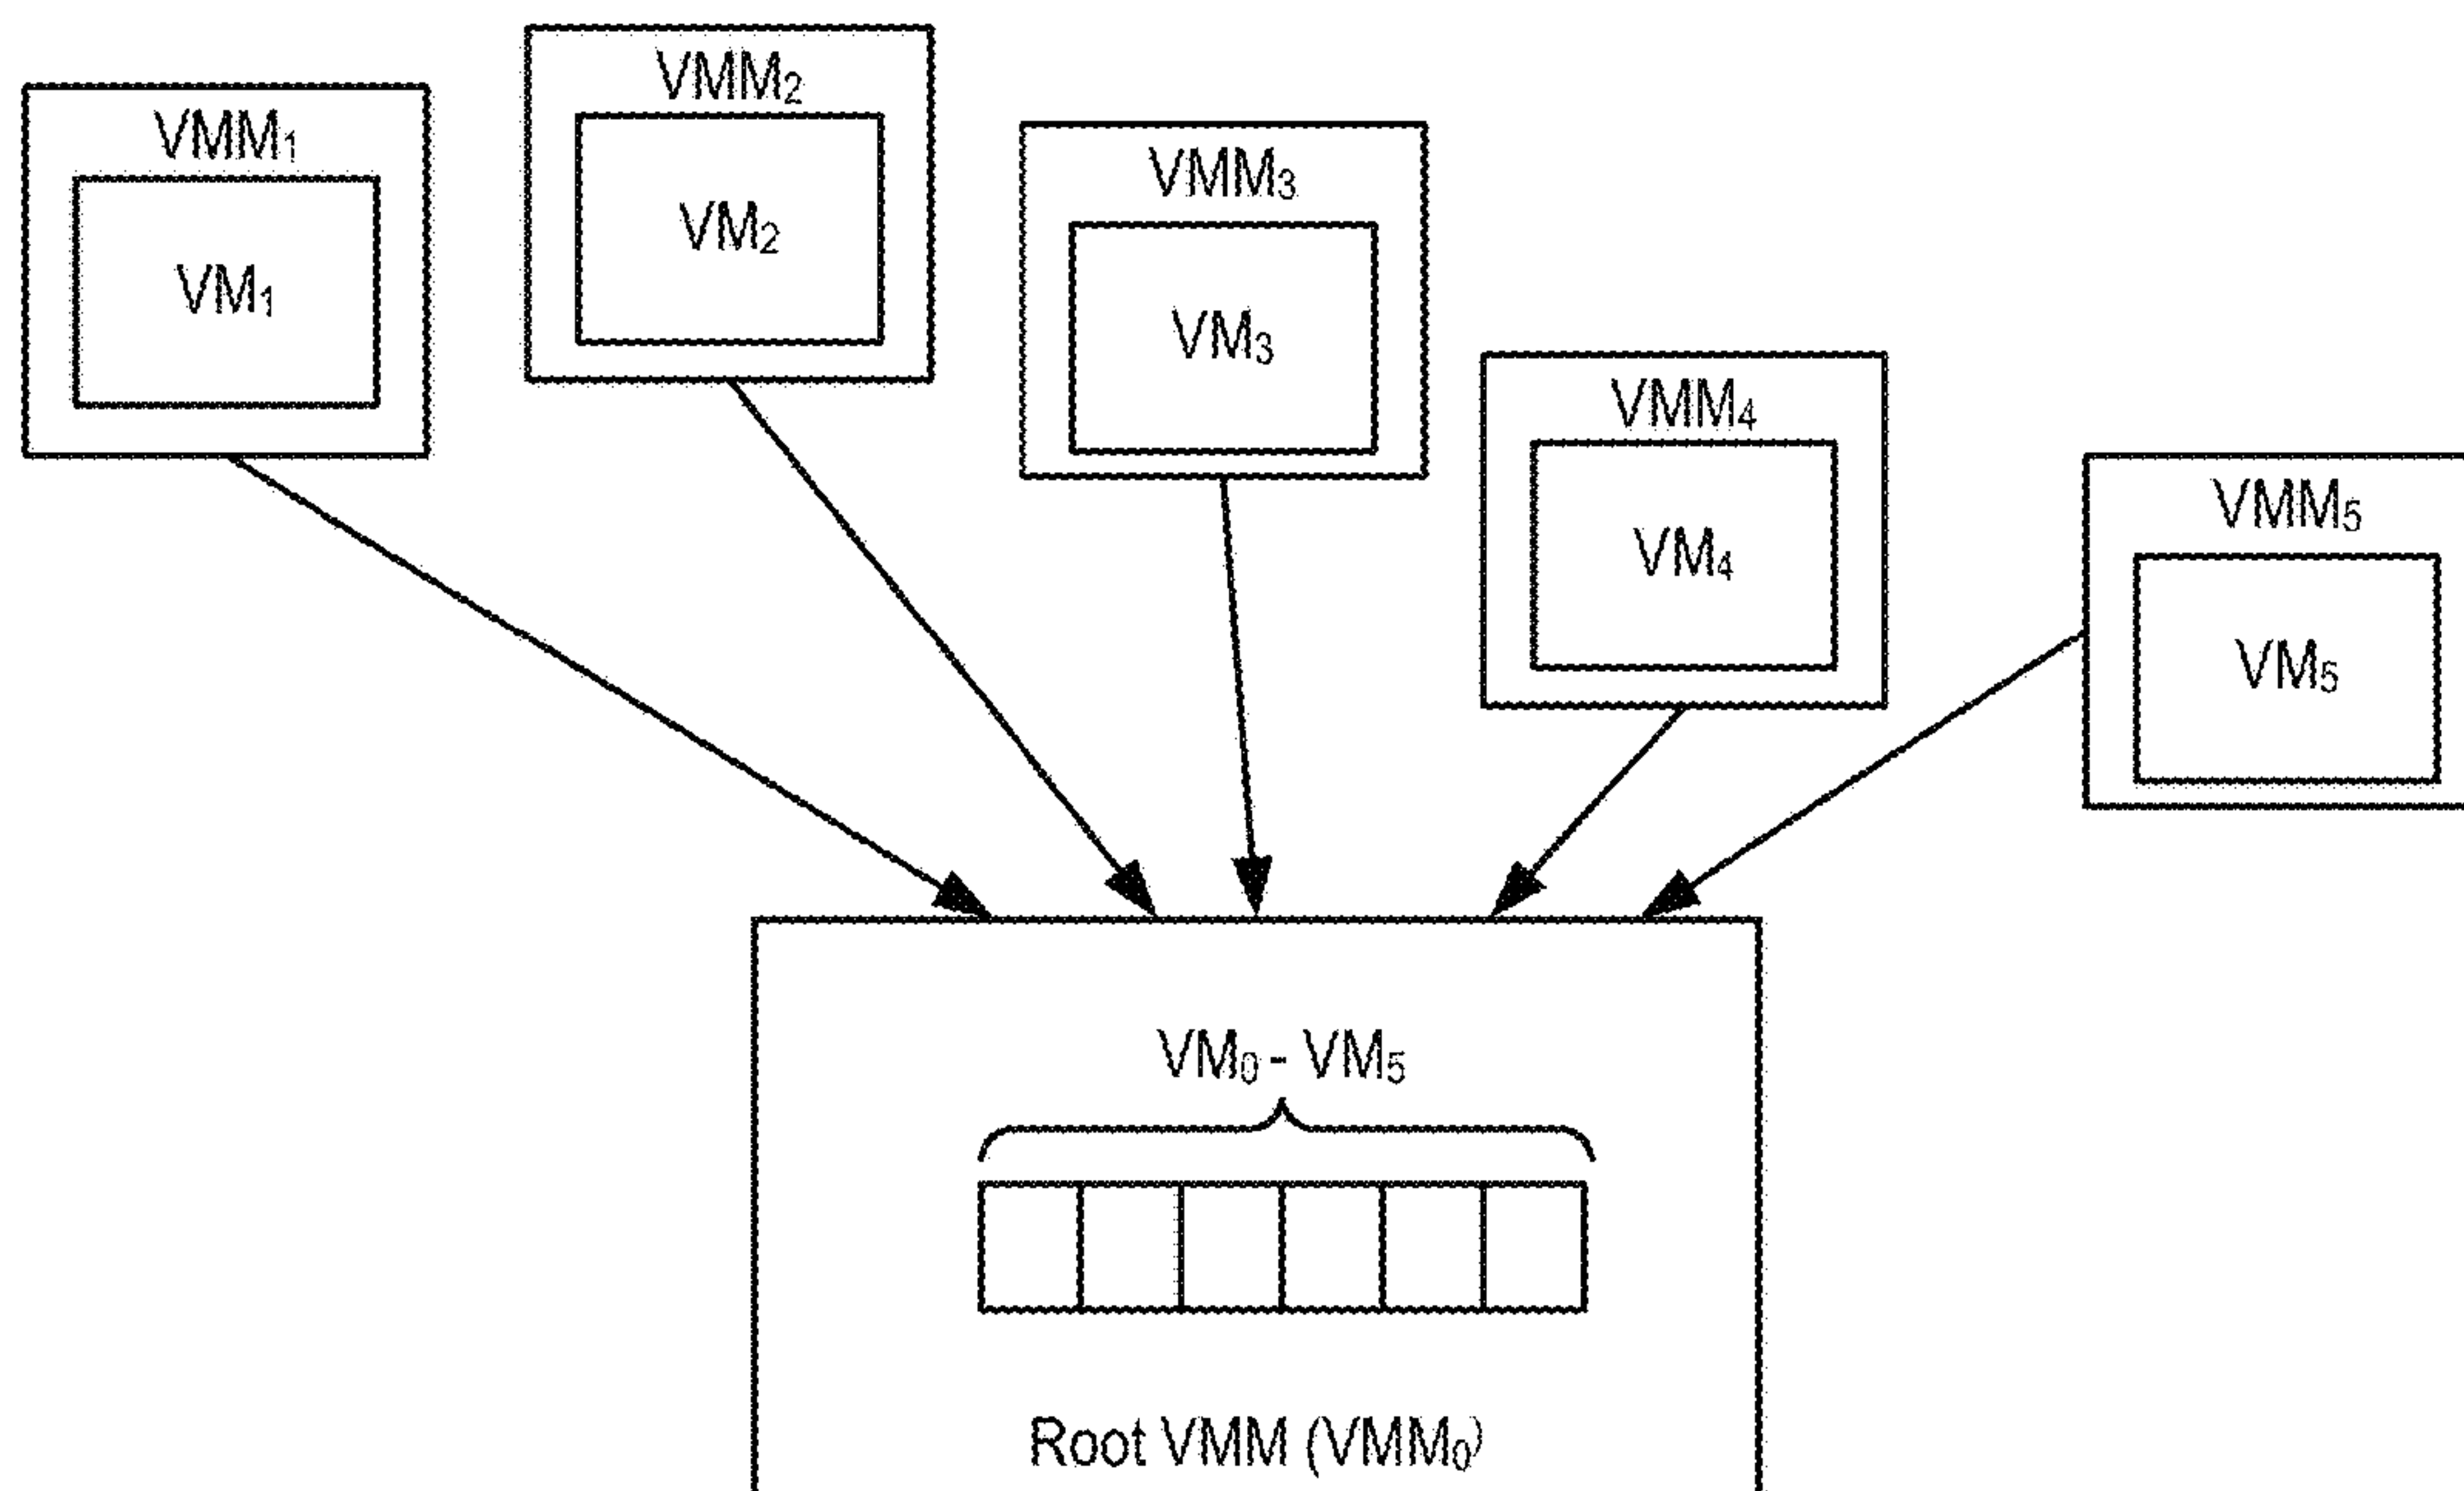 VMM₁
VM₁
VMM₂
VM₂
VMM₃
VM₃
VMM₄
VM₄
VMM₅
VM₅
VM₀ - VM₅
Root VMM (VMM₀)